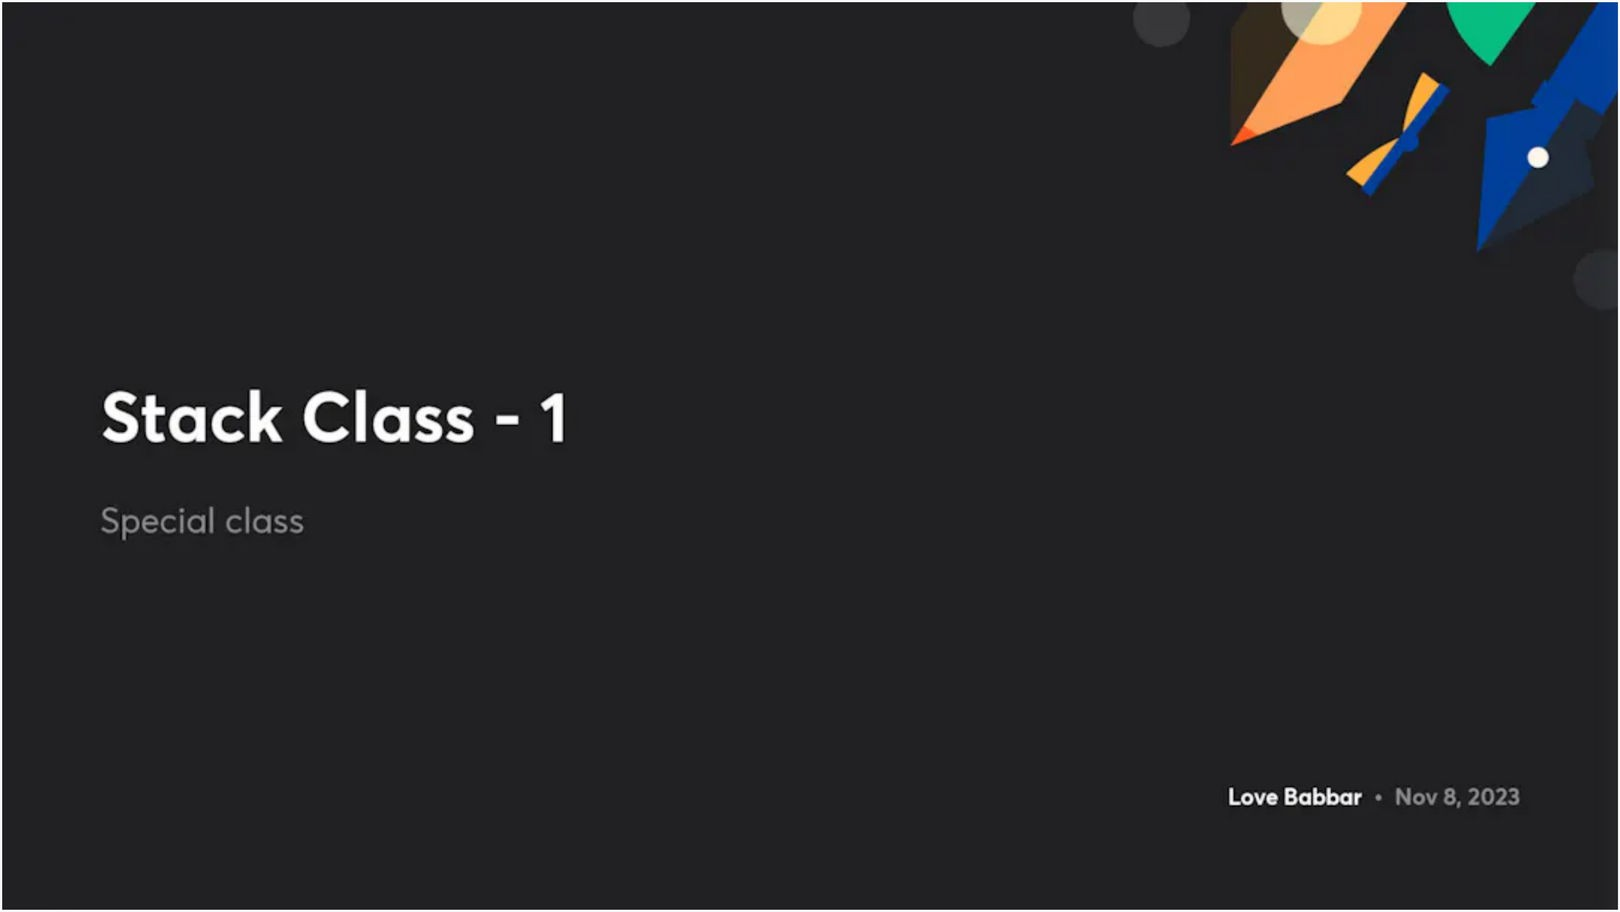 Stack Class - 1
Special class
Love Babbar • Nov 8, 2023